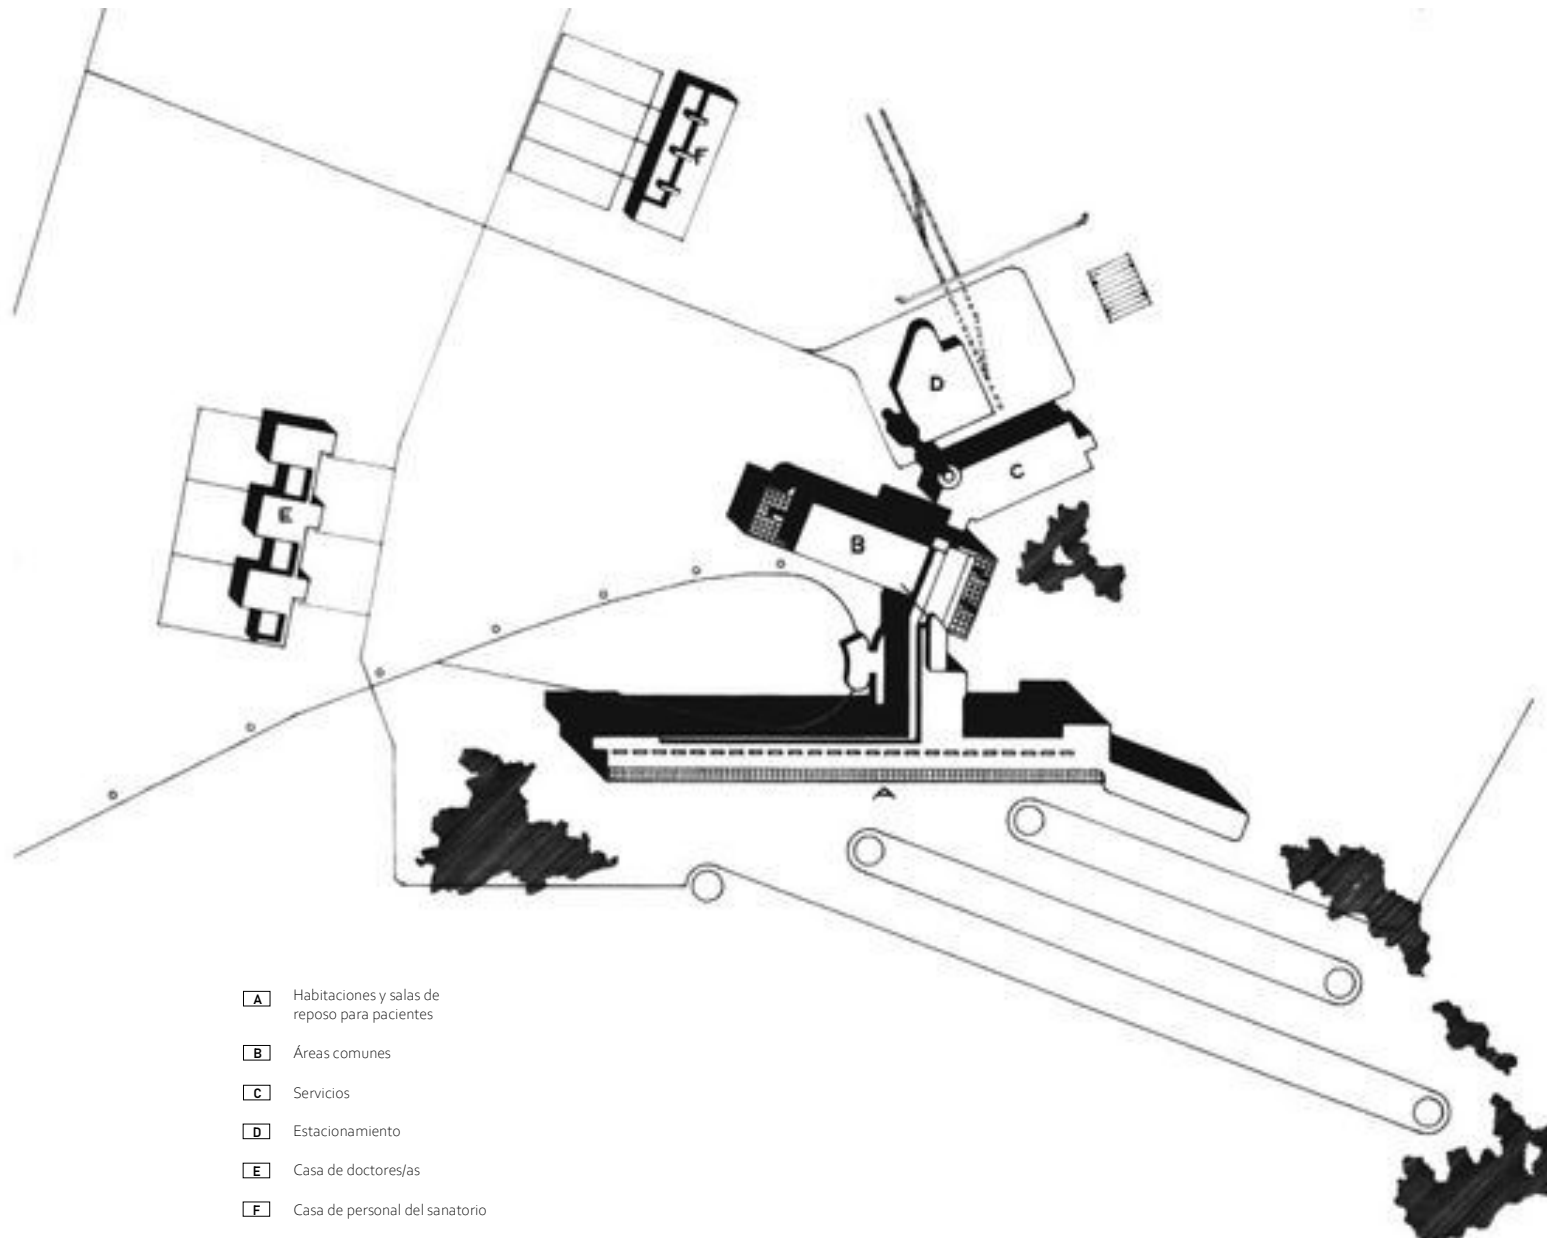 F
D
C
B
E
A
A Habitaciones y salas de
reposo para pacientes
B Áreas comunes
C Servicios
D Estacionamiento
E Casa de doctores/as
F Casa de personal del sanatorio